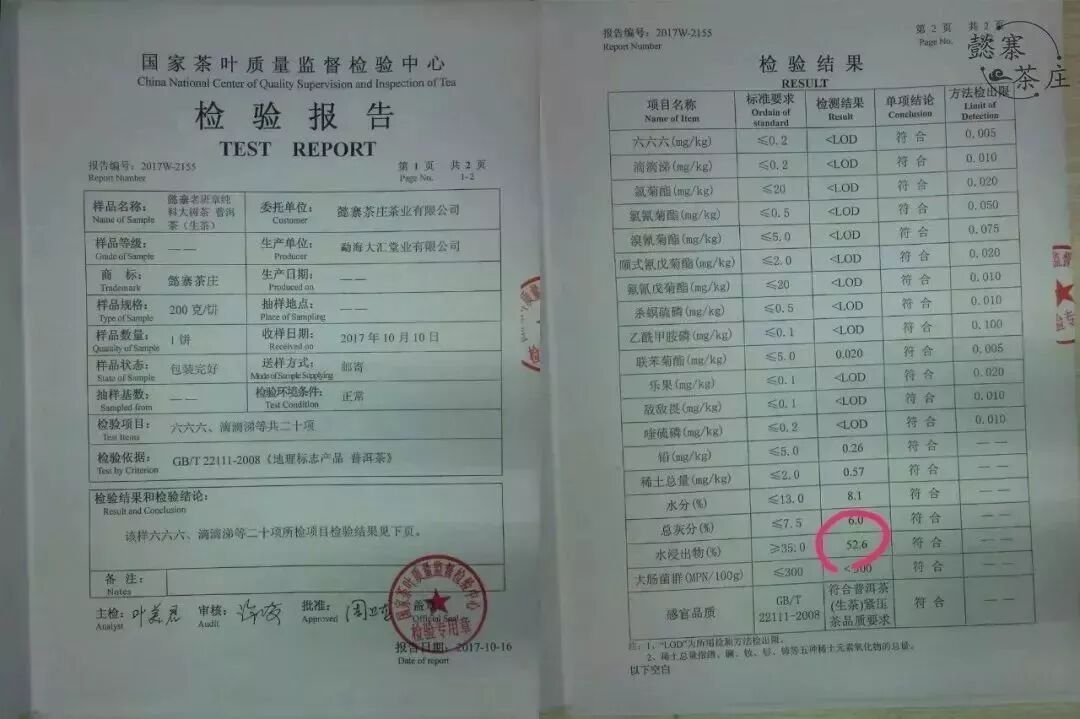 国家茶叶质量监督检验中心
China National Center of Quality Supervision and Inspection of Tea
检验报告
TEST REPORT
报告编号: 2017W-2155
Report Number
第 1 页 共 2 页
Page No. 1-2
样品名称:
Name of Sample
懿寨老班章纯
料大树茶 普洱
茶(生茶)
委托单位:
Customer
懿寨茶庄茶业有限公司
样品等级:
Grade of Sample
——
生产单位:
Producer
勐海大汇堂业有限公司
商 标:
Trademark
懿寨茶庄
生产日期:
Produced on
——
样品规格:
Type of Sample
200 克/饼
抽样地点:
Place of Sampling
——
样品数量:
Quantity of Sample
1 饼
收样日期:
Received on
2017 年 10 月 10 日
样品状态:
State of Sample
包装完好
送样方式:
Mode of Sample Supplying
邮寄
抽样基数:
Sampled from
——
检验环境条件:
Test Condition
正常
检验项目:
Test Items
六六六、滴滴涕等共二十项
检验依据:
Test by Criterion
GB/T 22111-2008《地理标志产品 普洱茶》
检验结果和检验结论:
Result and Conclusion
该样六六六、滴滴涕等二十项所检项目检验结果见下页。
备 注:
Notes
——
主检:
Analyst
审核:
Audit
批准:
Approved
Official Seal
国家茶叶质量监督检验中心
检验专用章
报告日期: 2017-10-16
Date of report
报告编号: 2017W-2155
Report Number
第 2 页 共 2 页
Page No.
懿寨
茶庄
检验结果
RESULT
项目名称
Name of Item
标准要求
Ordain of
standard
检测结果
Result
单项结论
Conclusion
方法检出限
Limit of
Detection
六六六(mg/kg) ≤0.2 <LOD 符 合 0.005
滴滴涕(mg/kg) ≤0.2 <LOD 符 合 0.010
氯菊酯(mg/kg) ≤20 <LOD 符 合 0.020
氯氰菊酯(mg/kg) ≤0.5 <LOD 符 合 0.050
溴氰菊酯(mg/kg) ≤5.0 <LOD 符 合 0.075
顺式氰戊菊酯(mg/kg) ≤2.0 <LOD 符 合 0.020
氟氰戊菊酯(mg/kg) ≤20 <LOD 符 合 0.010
杀螟硫磷(mg/kg) ≤0.5 <LOD 符 合 0.010
乙酰甲胺磷(mg/kg) ≤0.1 <LOD 符 合 0.100
联苯菊酯(mg/kg) ≤5.0 0.020 符 合 0.005
乐果(mg/kg) ≤0.1 <LOD 符 合 0.020
敌敌畏(mg/kg) ≤0.1 <LOD 符 合 0.010
喹硫磷(mg/kg) ≤0.2 <LOD 符 合 0.010
铅(mg/kg) ≤5.0 0.26 符 合 ——
稀土总量(mg/kg) ≤2.0 0.57 符 合 ——
水分(%) ≤13.0 8.1 符 合 ——
总灰分(%) ≤7.5 6.0 符 合 ——
水浸出物(%) ≥35.0 52.6 符 合 ——
大肠菌群(MPN/100g) ≤300 <300 符 合 ——
感官品质
GB/T
22111-2008
符合普洱茶
(生茶)紧压
茶品质要求
符 合
——
注: 1、"LOD"为所用检测方法检出限。
2、稀土总量指镧、铈、钕、钐等五种稀土元素氧化物的总量。
以下空白